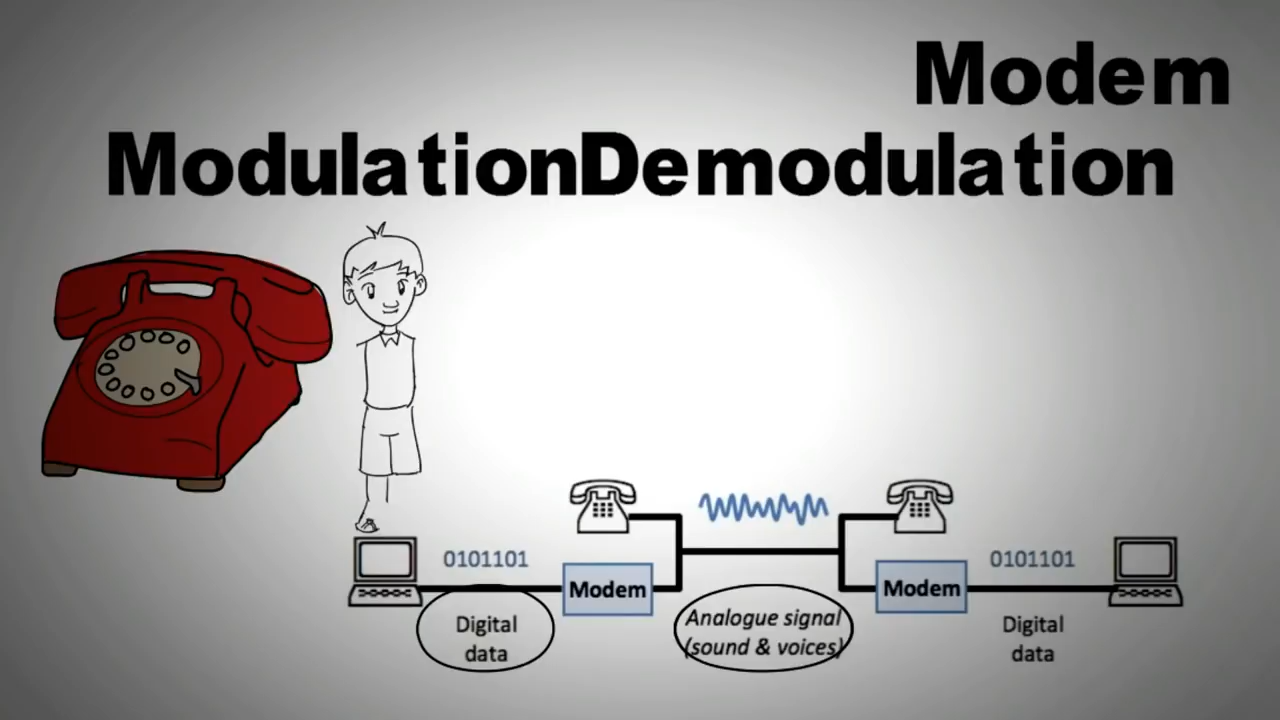 Modem
ModulationDemodulation
0101101
0101101
Modem
Modem
Digital
data
Analogue signal
(sound & voices)
Digital
data